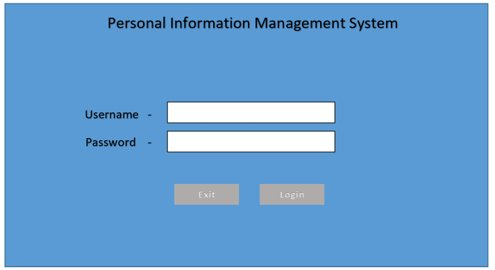 Personal Information Management System
Username -
Password -
Exit Login